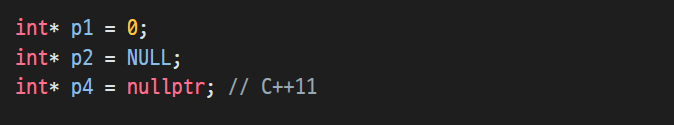 int* p1 = 0;
int* p2 = NULL;
int* p4 = nullptr; // C++11